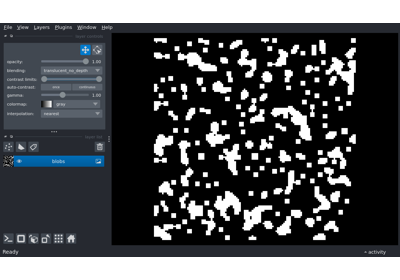 File View Layers Plugins Window Help
opacity: 1.00
blending: translucent_no_depth
contrast limits:
auto-contrast: once continuous
gamma: 1.00
colormap: gray
interpolation: nearest
blobs
Ready
activity